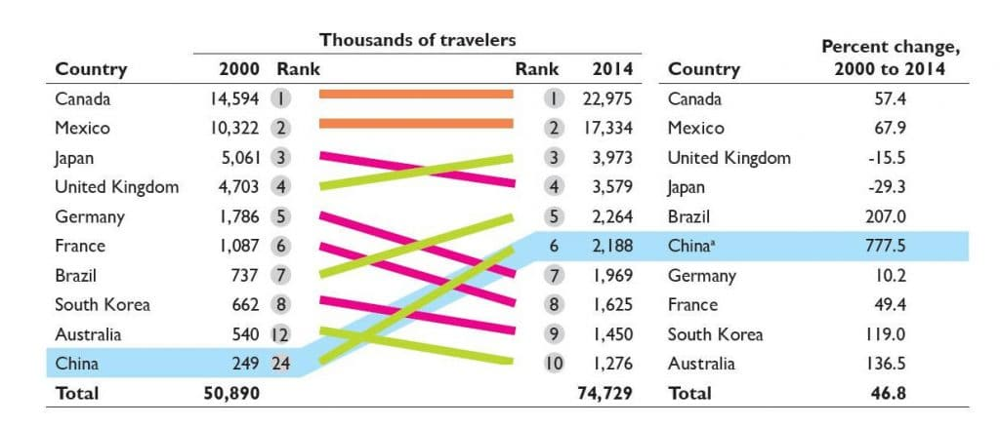 Thousands of travelers
Percent change,
Country 2000 Rank Rank 2014 Country 2000 to 2014
Canada 14,594 1 1 22,975 Canada 57.4
Mexico 10,322 2 2 17,334 Mexico 67.9
Japan 5,061 3 3 3,973 United Kingdom -15.5
United Kingdom 4,703 4 4 3,579 Japan -29.3
Germany 1,786 5 5 2,264 Brazil 207.0
France 1,087 6 6 2,188 Chinaª 777.5
Brazil 737 7 7 1,969 Germany 10.2
South Korea 662 8 8 1,625 France 49.4
Australia 540 12 9 1,450 South Korea 119.0
China 249 24 10 1,276 Australia 136.5
Total 50,890 74,729 Total 46.8